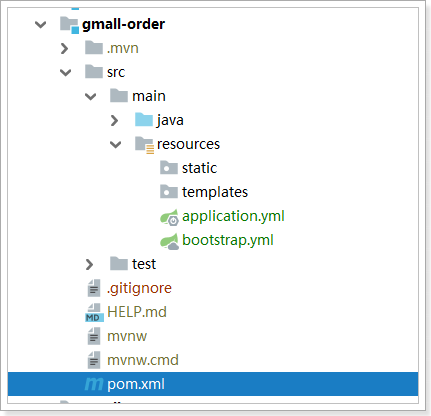 gmall-order
.mvn
src
main
java
resources
static
templates
application.yml
bootstrap.yml
test
.gitignore
MD HELP.md
mvnw
mvnw.cmd
m pom.xml